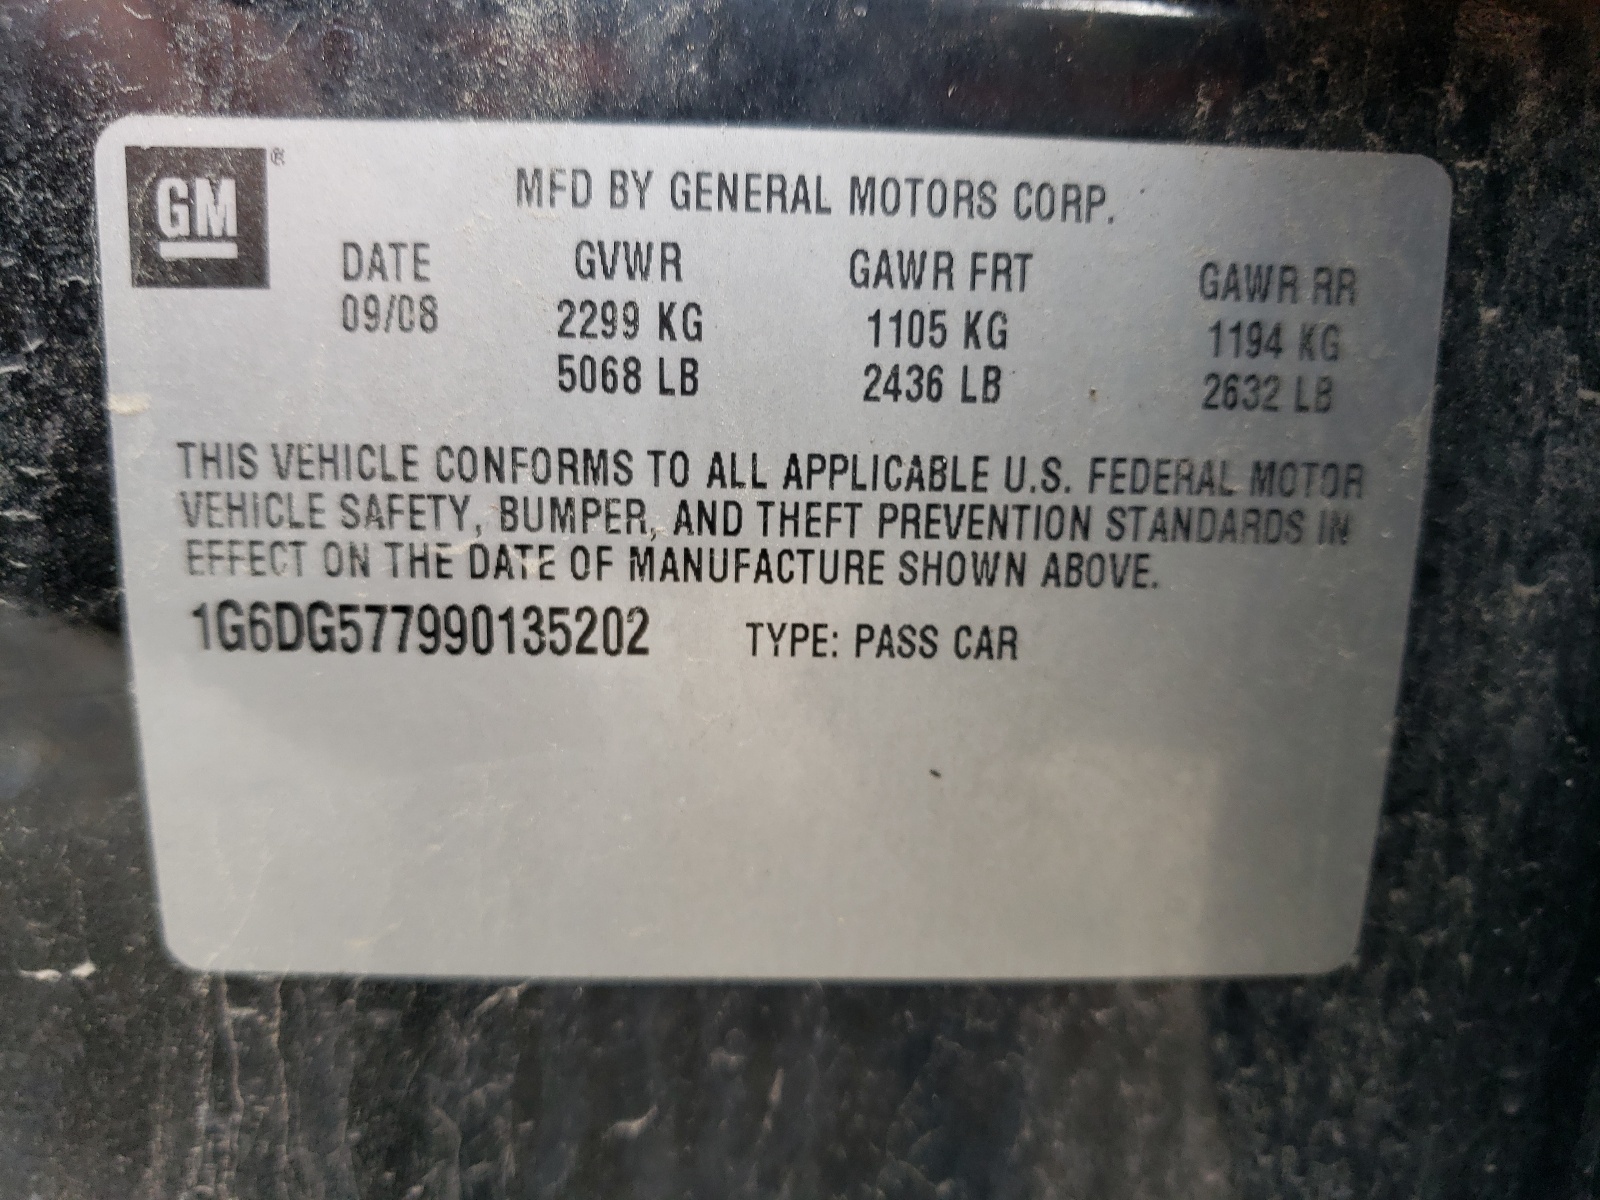 GM®
MFD BY GENERAL MOTORS CORP.
DATE GVWR GAWR FRT GAWR RR
09/08 2299 KG 1105 KG 1194 KG
5068 LB 2436 LB 2632 LB
THIS VEHICLE CONFORMS TO ALL APPLICABLE U.S. FEDERAL MOTOR
VEHICLE SAFETY, BUMPER, AND THEFT PREVENTION STANDARDS IN
EFFECT ON THE DATE OF MANUFACTURE SHOWN ABOVE.
1G6DG577990135202 TYPE: PASS CAR